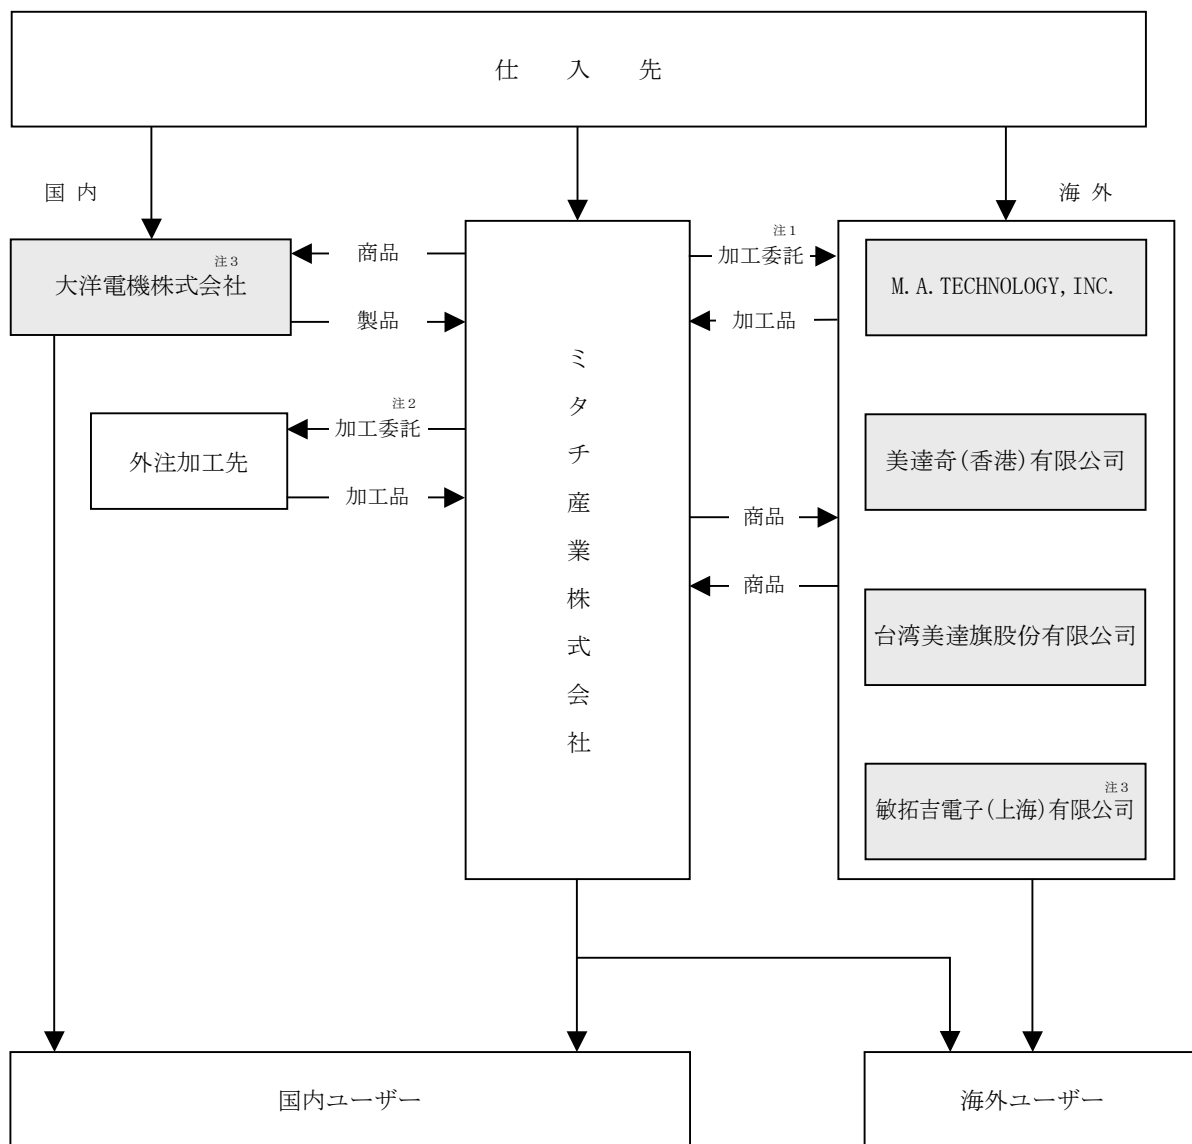 仕 入 先
国 内
海 外
注3
大洋電機株式会社
商品
製品
注2
加工委託
外注加工先
加工品
ミタチ産業株式会社
注1
加工委託
加工品
商品
商品
M.A.TECHNOLOGY,INC.
美達奇(香港)有限公司
台湾美達旗股份有限公司
注3
敏拓吉電子(上海)有限公司
国内ユーザー
海外ユーザー